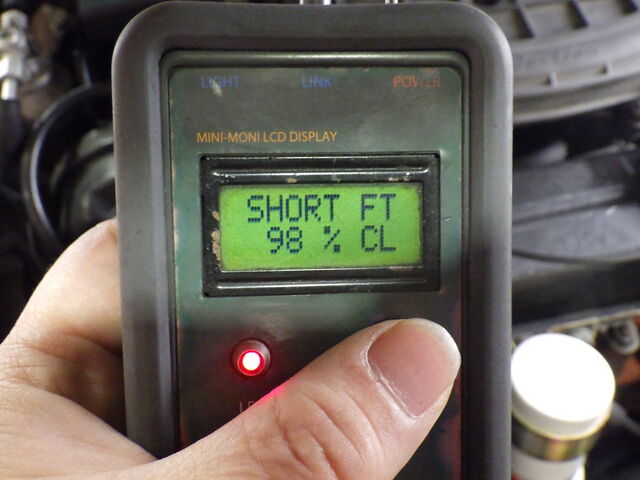 LIGHT LINK POWER
MINI-MONI LCD DISPLAY
SHORT FT
98 % CL